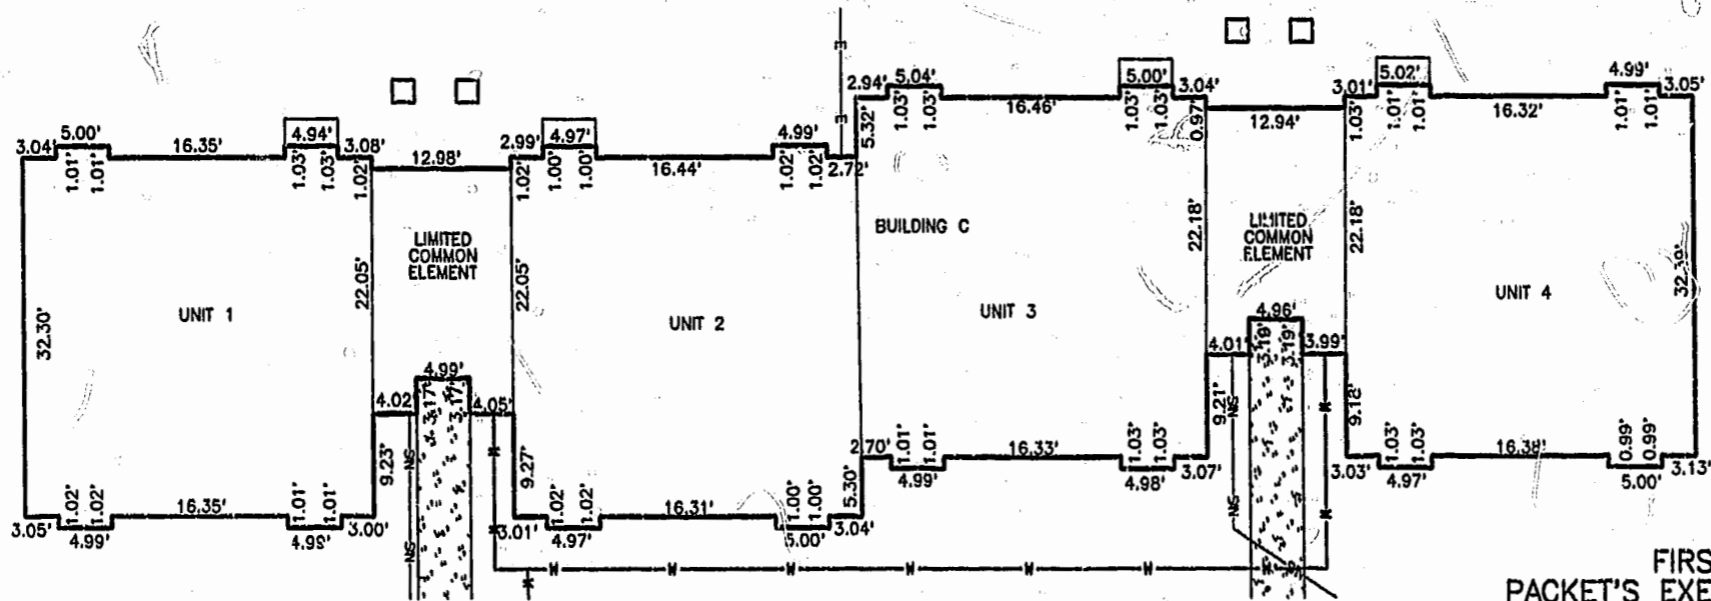 2.94' 5.04' 5.00' 3.04' 3.01' 5.02' 4.99' 3.05'
16.46' 16.32'
1.03' 1.03' 1.03' 1.03' 0.97' 1.03' 1.01' 1.01' 1.01' 1.01'
12.94'
5.32'
3.04' 5.00' 16.35' 4.94' 3.08' 12.98' 2.99' 4.97' 16.44' 4.99' 2.72'
1.01' 1.01' 1.03' 1.03' 1.02' 1.02' 1.00' 1.00' 1.02' 1.02'
E
E
BUILDING C
LIMITED
COMMON
ELEMENT
LIMITED
COMMON
ELEMENT
32.30' 22.05' 22.05' 22.18' 22.18' 32.39'
UNIT 1
UNIT 2
UNIT 3
UNIT 4
4.96'
4.01' 3.19' 3.19' 3.99'
4.99'
4.02' 3.17' 3.17' 4.05'
9.21' 9.18'
9.23' 9.27'
2.70' 1.01' 1.01' 16.33' 1.03' 1.03' 3.07' 3.03' 1.03' 1.03' 16.38' 0.99' 0.99' 3.13'
4.99' 4.98' 4.97' 5.00'
5.30'
1.02' 1.02' 16.35' 1.01' 1.01' 1.02' 1.02' 16.31' 1.00' 1.00'
3.05' 4.99' 4.99' 3.00' 3.01' 4.97' 5.00' 3.04'
SN SN SN SN
W W W W W W
FIRS
PACKET'S EXE